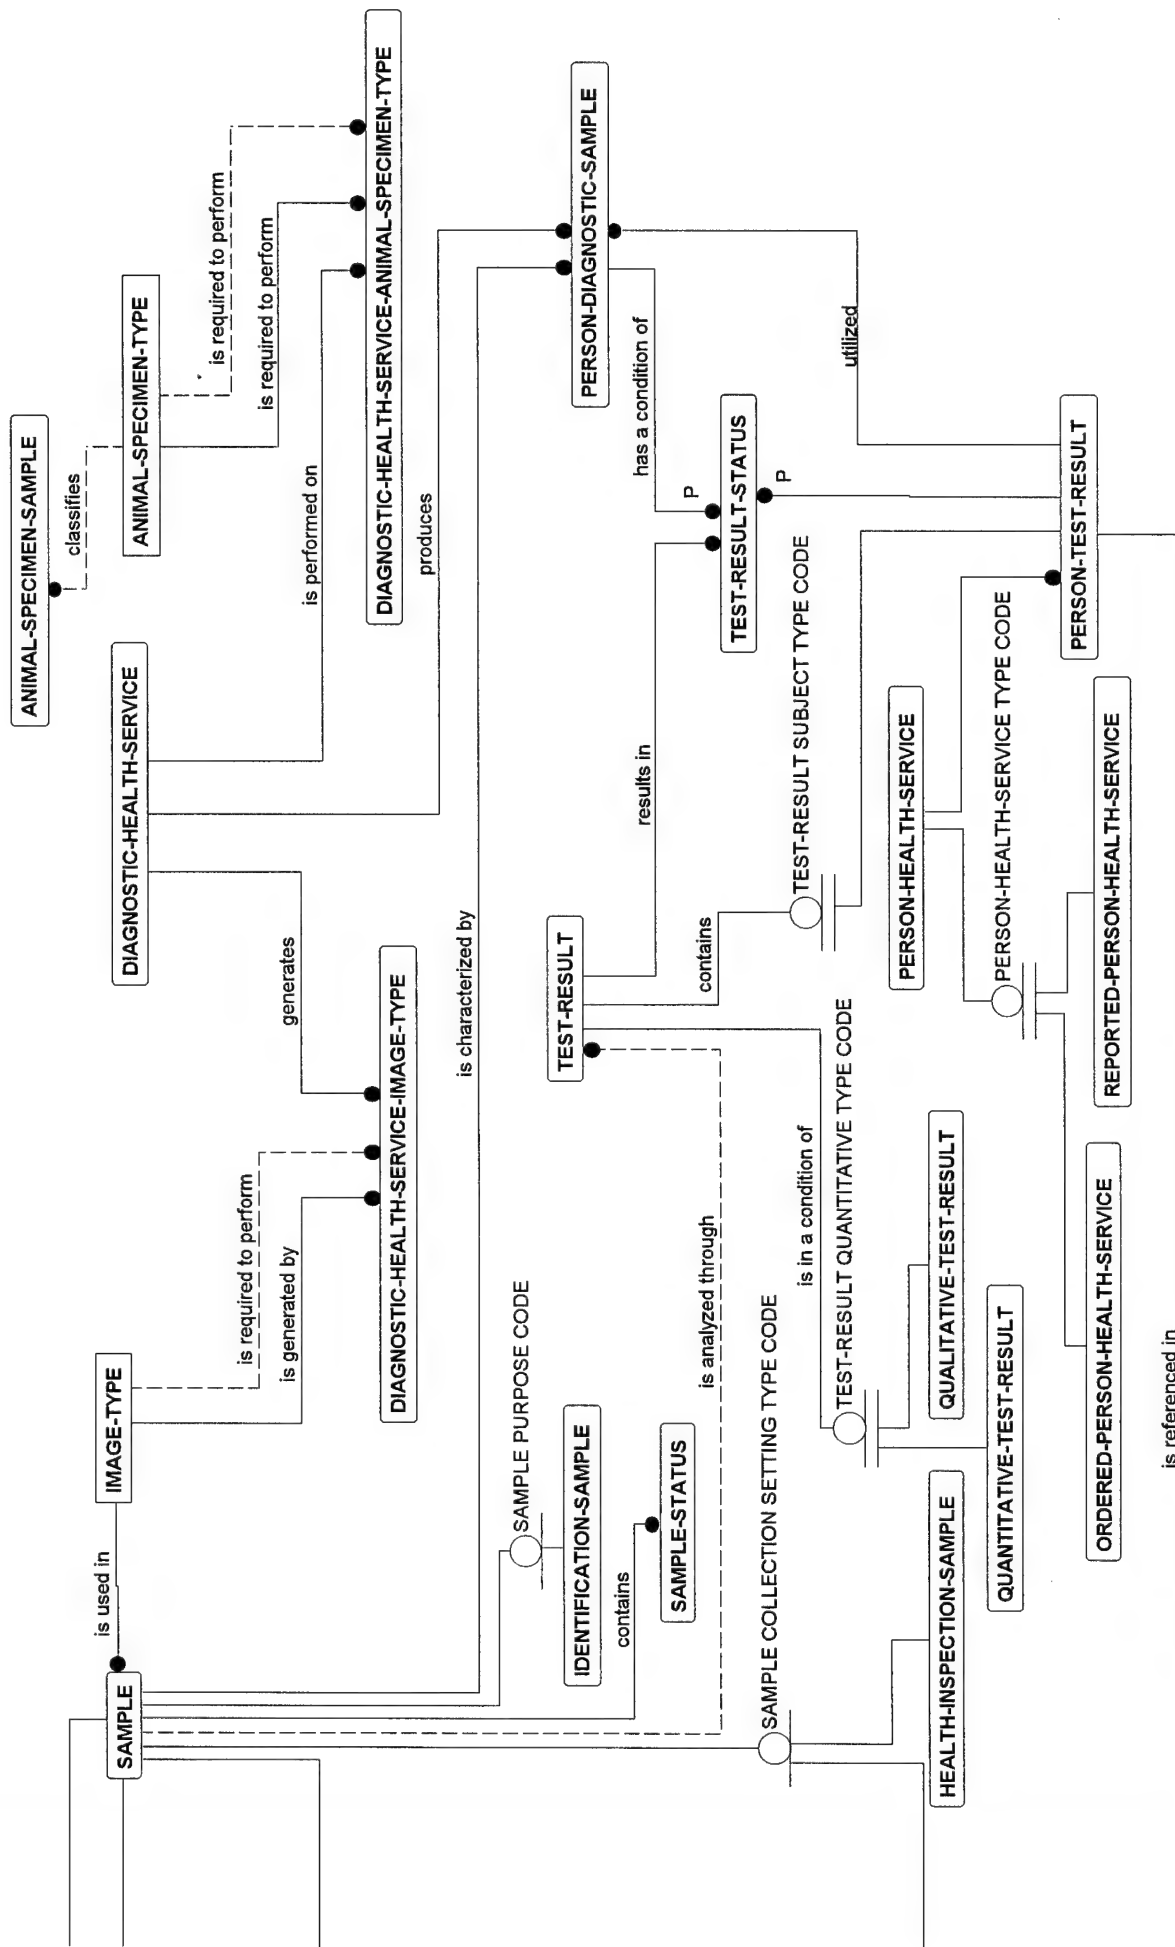 ANIMAL-SPECIMEN-SAMPLE
classifies
ANIMAL-SPECIMEN-TYPE
is required to perform
is required to perform
DIAGNOSTIC-HEALTH-SERVICE
is performed on
DIAGNOSTIC-HEALTH-SERVICE-ANIMAL-SPECIMEN-TYPE
produces
generates
IMAGE-TYPE
is used in
SAMPLE
is required to perform
is generated by
DIAGNOSTIC-HEALTH-SERVICE-IMAGE-TYPE
is characterized by
PERSON-DIAGNOSTIC-SAMPLE
has a condition of
P
TEST-RESULT-STATUS
P
utilized
TEST-RESULT
results in
contains
TEST-RESULT SUBJECT TYPE CODE
SAMPLE PURPOSE CODE
IDENTIFICATION-SAMPLE
contains
SAMPLE-STATUS
is analyzed through
SAMPLE COLLECTION SETTING TYPE CODE
HEALTH-INSPECTION-SAMPLE
is in a condition of
TEST-RESULT QUANTITATIVE TYPE CODE
QUALITATIVE-TEST-RESULT
QUANTITATIVE-TEST-RESULT
PERSON-HEALTH-SERVICE
PERSON-HEALTH-SERVICE TYPE CODE
PERSON-TEST-RESULT
REPORTED-PERSON-HEALTH-SERVICE
ORDERED-PERSON-HEALTH-SERVICE
is referenced in